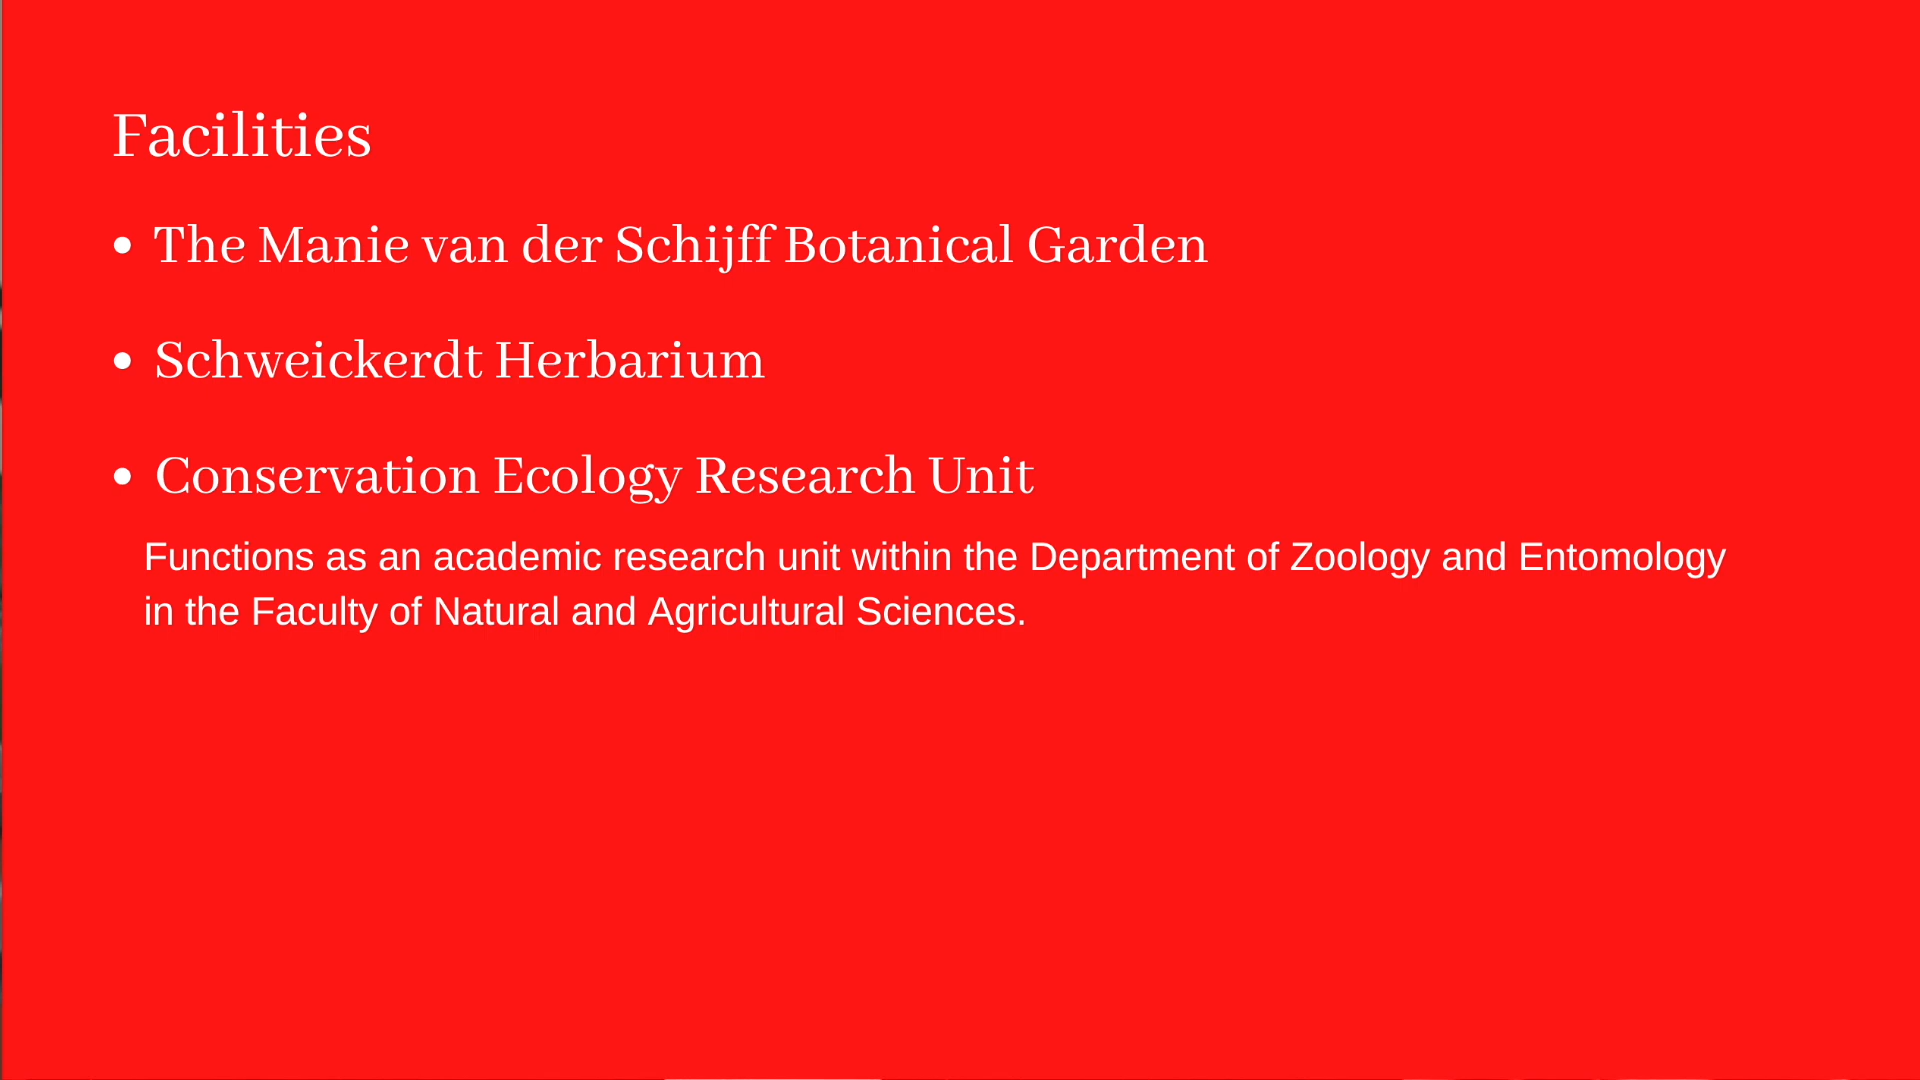 Facilities
• The Manie van der Schijff Botanical Garden
• Schweickerdt Herbarium
• Conservation Ecology Research Unit
Functions as an academic research unit within the Department of Zoology and Entomology
in the Faculty of Natural and Agricultural Sciences.